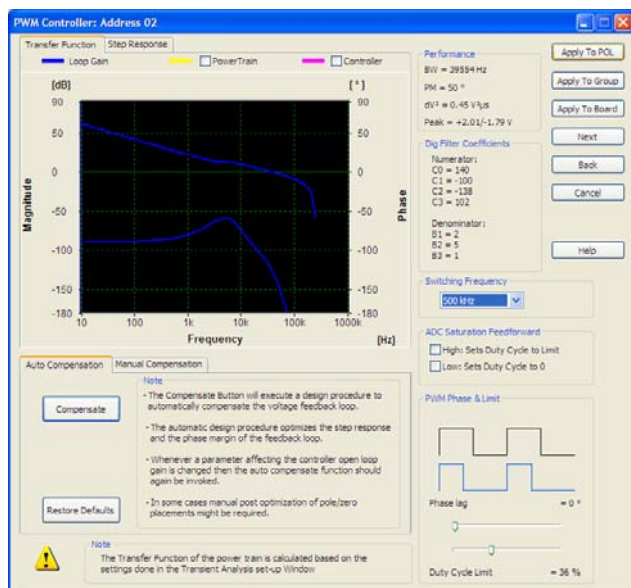 PWM Controller: Address 02
Transfer Function
Step Response
Loop Gain
PowerTrain
Controller
[dB]
[°]
90
50
0
-50
-100
-150
-180
90
50
0
-50
-100
-150
-180
Magnitude
Phase
10
100
1k
10k
100k
1000k
Frequency
[Hz]
Auto Compensation
Manual Compensation
Compensate
Restore Defaults
Note
- The Compensate Button will execute a design procedure to
automatically compensate the voltage feedback loop.
- The automatic design procedure optimizes the step response
and the phase margin of the feedback loop.
- Whenever a parameter affecting the controller open loop
gain is changed then the auto compensate function should
again be invoked.
- In some cases manual post optimization of pole/zero
placements might be required.
Note
The Transfer Function of the power train is calculated based on the
settings done in the Transient Analysis set-up Window
Performance
BW = 39554 Hz
PM = 50 °
dV² = 0.45 V²µs
Peak = +2.01/-1.79 V
Dig Filter Coefficients
Numerator:
C0 = 140
C1 = -100
C2 = -138
C3 = 102
Denominator:
B1 = 2
B2 = 5
B3 = 1
Switching Frequency
500 kHz
ADC Saturation Feedforward
High: Sets Duty Cycle to Limit
Low: Sets Duty Cycle to 0
PWM Phase & Limit
Phase lag
= 0 °
Duty Cycle Limit
= 36 %
Apply To POL
Apply To Group
Apply To Board
Next
Back
Cancel
Help